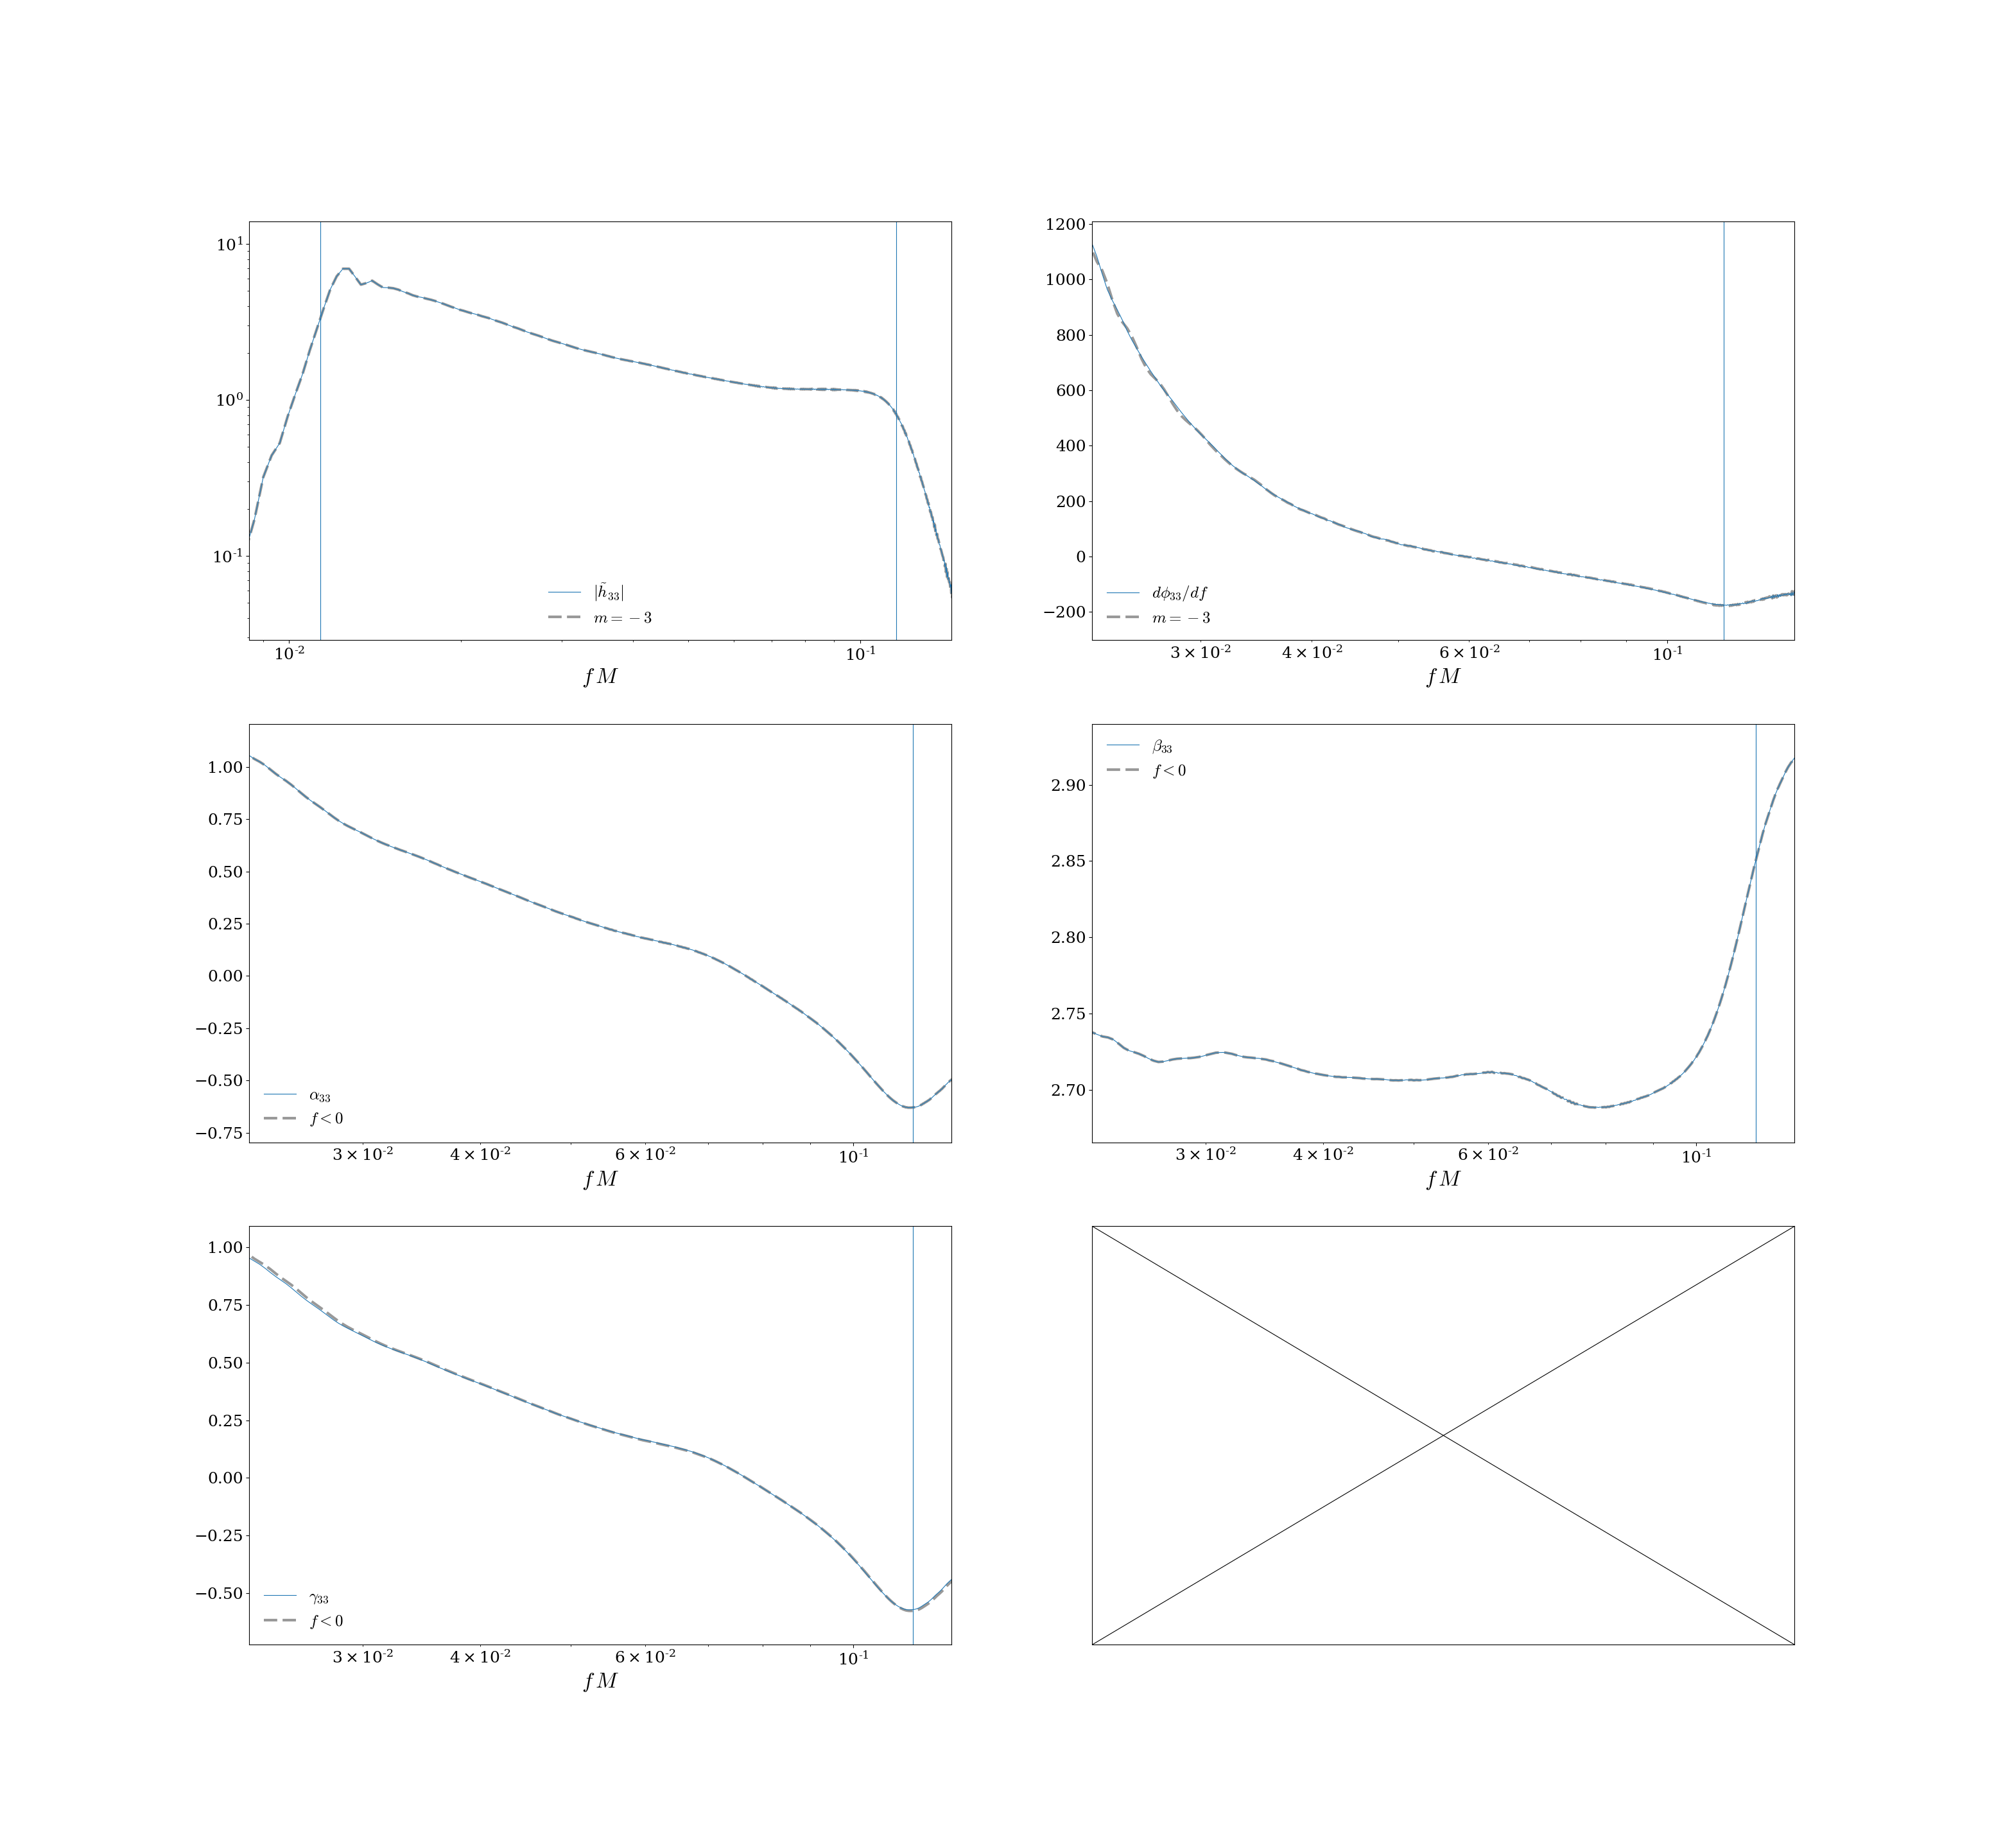 10¹
10⁰
10⁻¹
|h̃₃₃|
m = −3
10⁻² 10⁻¹
fM
1200
1000
800
600
400
200
0
−200
dϕ₃₃/df
m = −3
3 × 10⁻² 4 × 10⁻² 6 × 10⁻² 10⁻¹
fM
1.00
0.75
0.50
0.25
0.00
−0.25
−0.50
−0.75
α₃₃
f < 0
3 × 10⁻² 4 × 10⁻² 6 × 10⁻² 10⁻¹
fM
β₃₃
f < 0
2.90
2.85
2.80
2.75
2.70
3 × 10⁻² 4 × 10⁻² 6 × 10⁻² 10⁻¹
fM
1.00
0.75
0.50
0.25
0.00
−0.25
−0.50
γ₃₃
f < 0
3 × 10⁻² 4 × 10⁻² 6 × 10⁻² 10⁻¹
fM